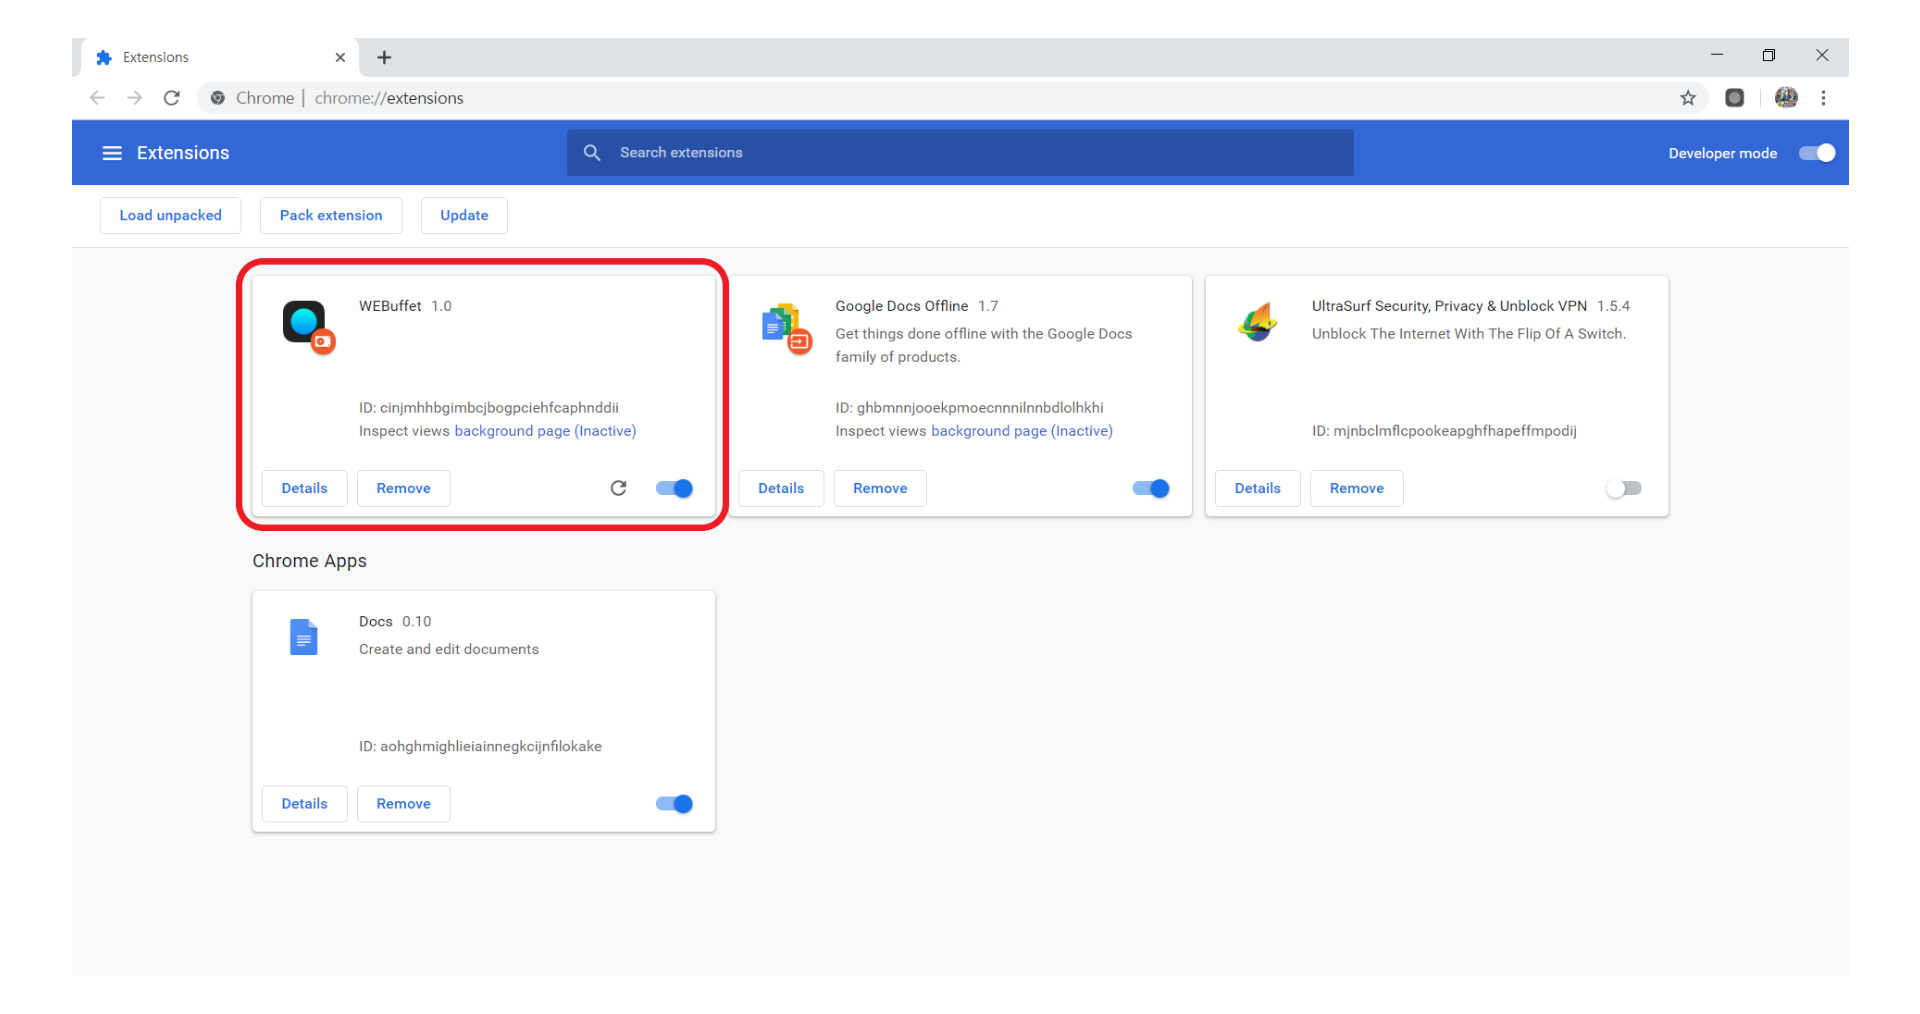 Extensions
Chrome | chrome://extensions
Extensions
Search extensions
Developer mode
Load unpacked
Pack extension
Update
WEBuffet 1.0
ID: cinjmhhbgimbcjbogpciehfcaphnddii
Inspect views background page (Inactive)
Details
Remove
Google Docs Offline 1.7
Get things done offline with the Google Docs
family of products.
ID: ghbmnnjooekpmoecnnnilnnbdlolhkhi
Inspect views background page (Inactive)
Details
Remove
UltraSurf Security, Privacy & Unblock VPN 1.5.4
Unblock The Internet With The Flip Of A Switch.
ID: mjnbclmflcpookeapghfhapeffmpodij
Details
Remove
Chrome Apps
Docs 0.10
Create and edit documents
ID: aohghmighlieiainnegkcijnfilokake
Details
Remove